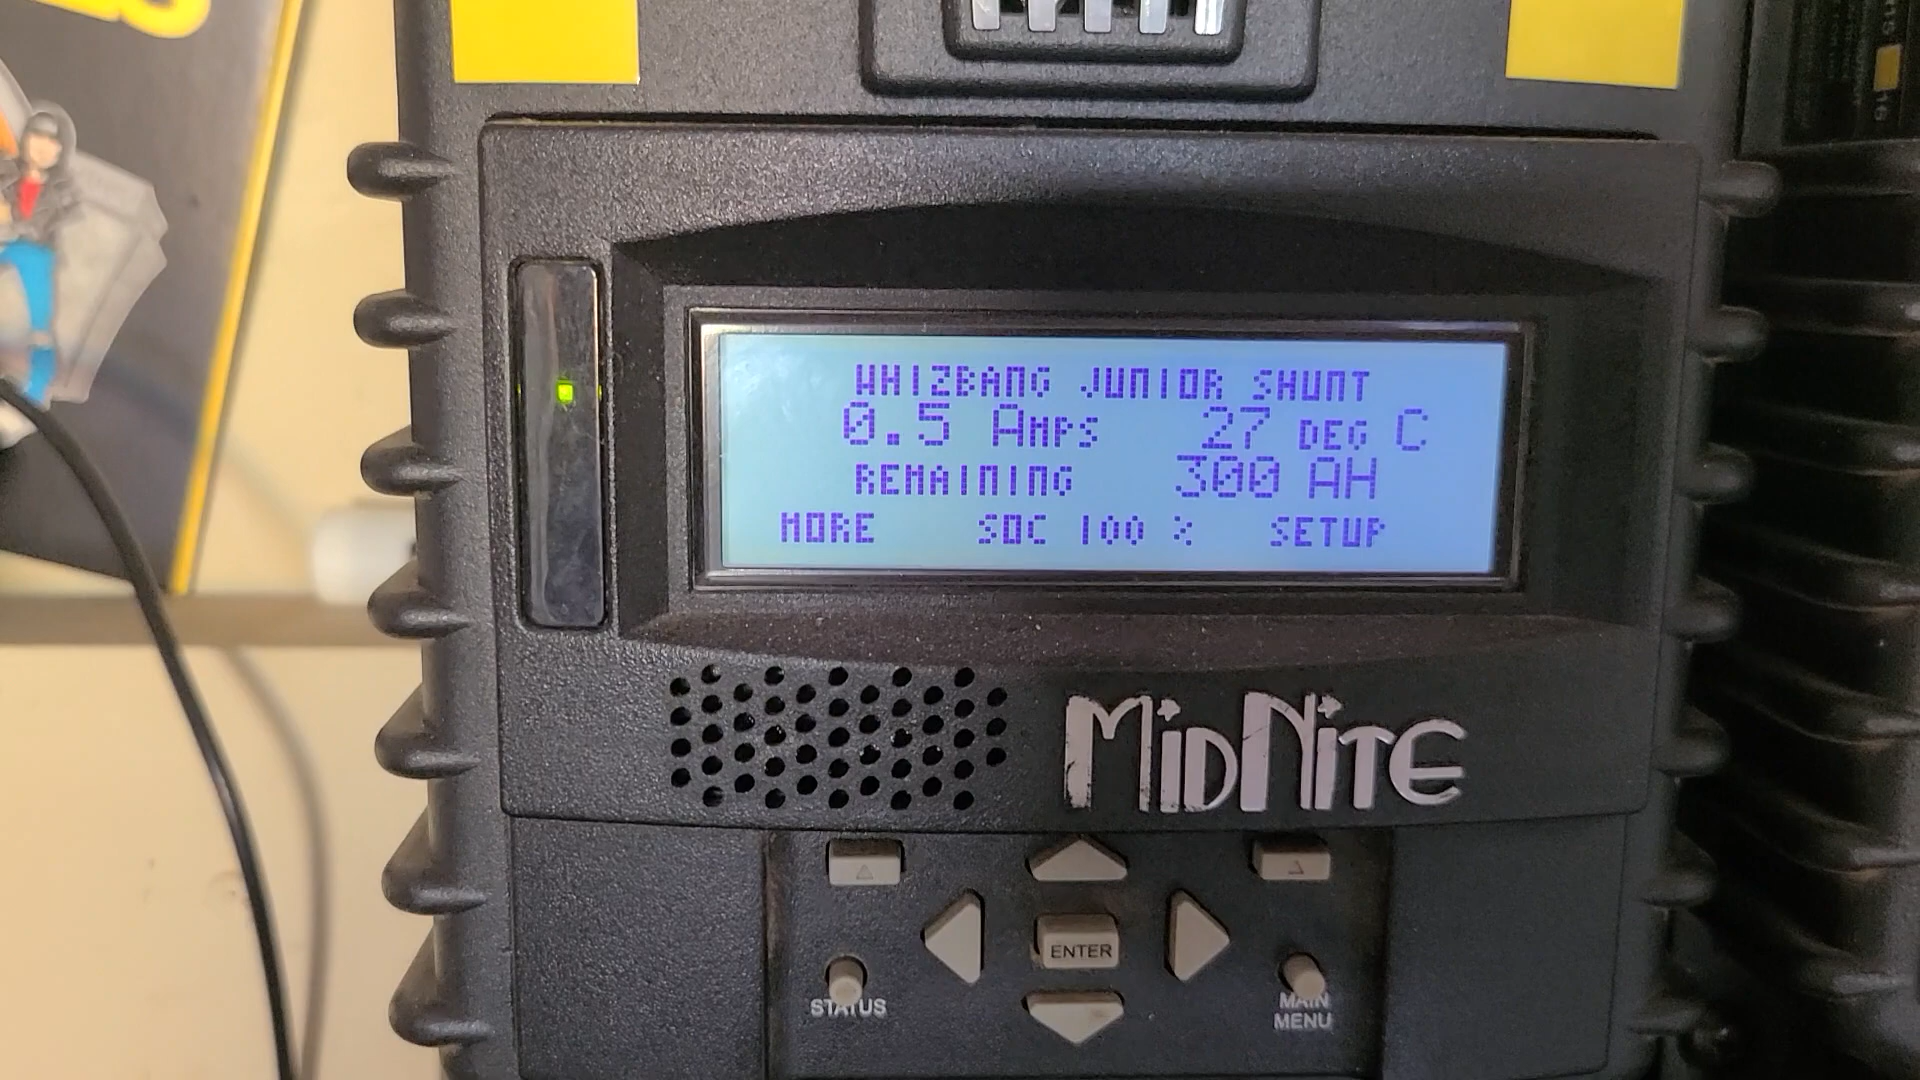 WHIZBANG JUNIOR SHUNT
0.5 AMPS 27 DEG C
REMAINING 300 AH
MORE SOC 100 % SETUP
MIDNITE
ENTER
STATUS
MAIN
MENU